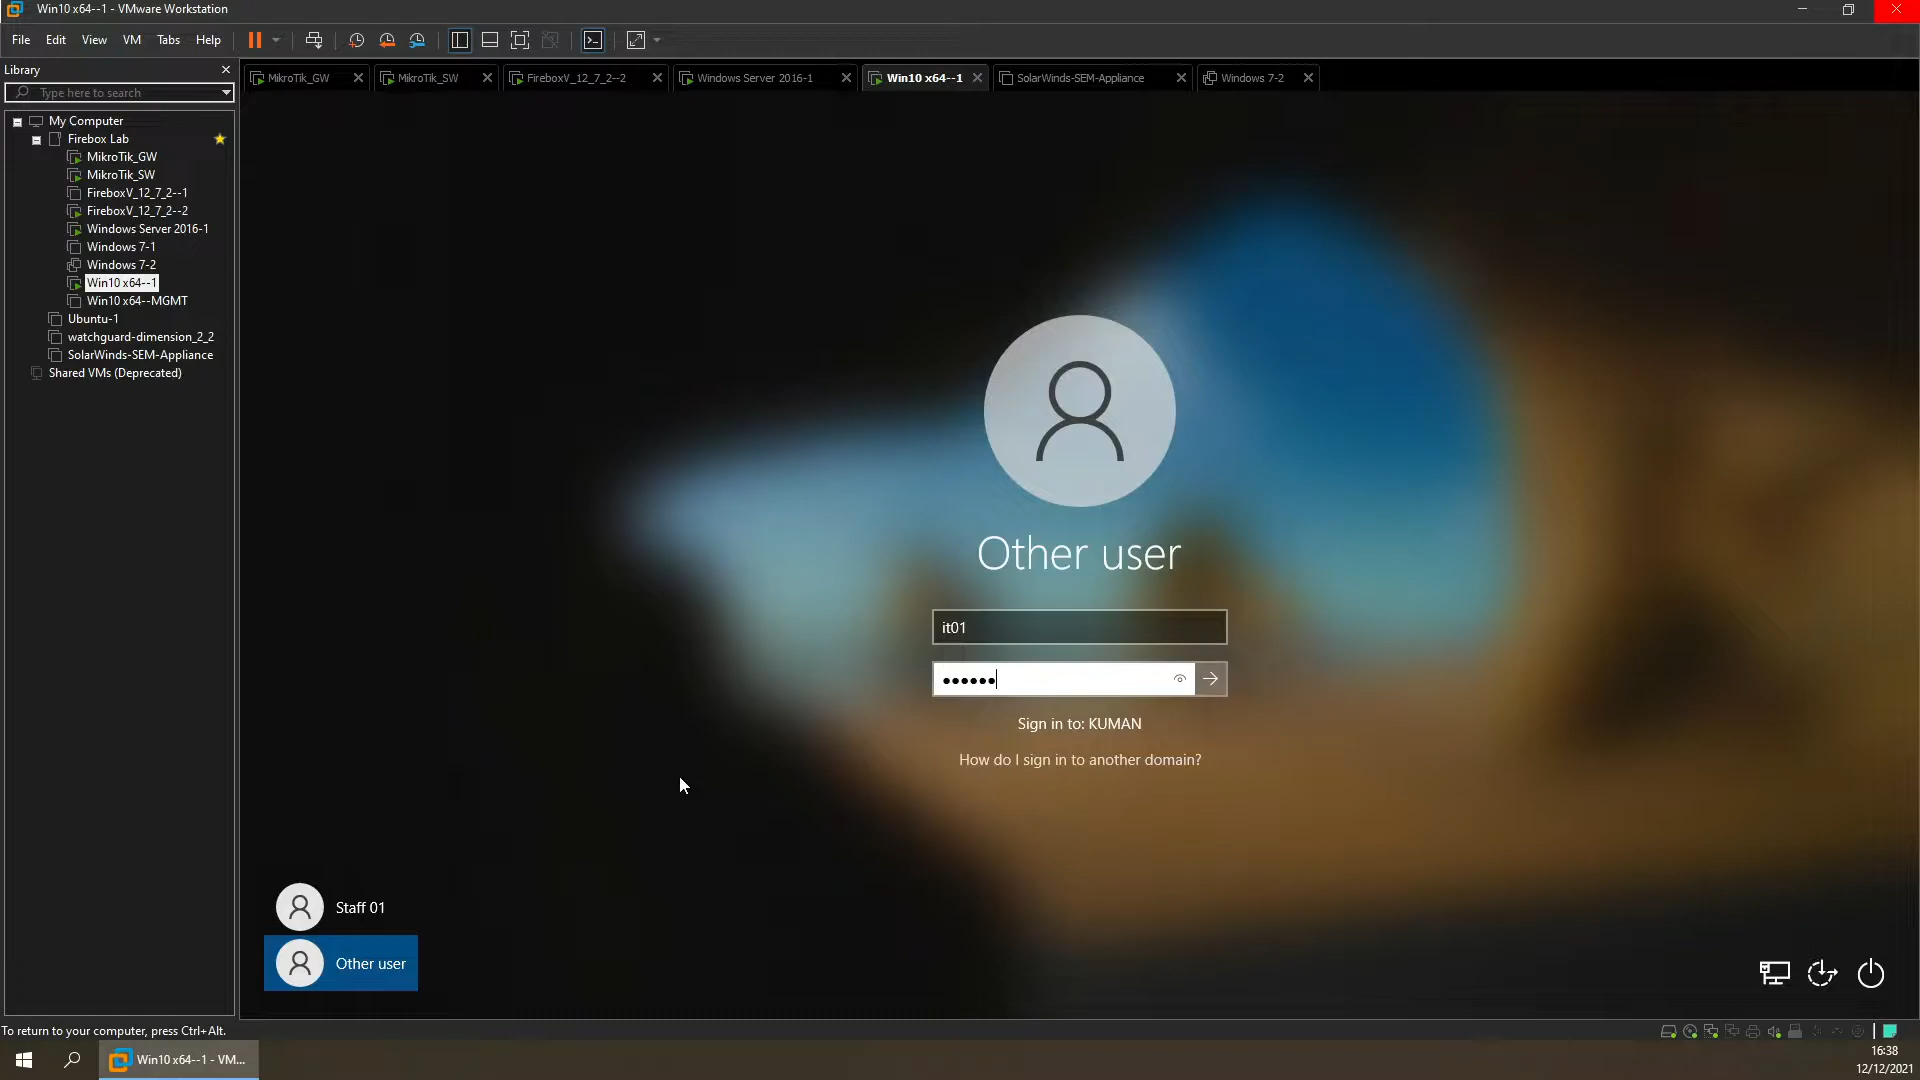 Win10 x64--1 - VMware Workstation
File Edit View VM Tabs Help
Library
Type here to search
MikroTik_GW MikroTik_SW FireboxV_12_7_2--2 Windows Server 2016-1 Win10 x64--1 SolarWinds-SEM-Appliance Windows 7-2
My Computer
Firebox Lab
MikroTik_GW
MikroTik_SW
FireboxV_12_7_2--1
FireboxV_12_7_2--2
Windows Server 2016-1
Windows 7-1
Windows 7-2
Win10 x64--1
Win10 x64--MGMT
Ubuntu-1
watchguard-dimension_2_2
SolarWinds-SEM-Appliance
Shared VMs (Deprecated)
Other user
it01
●●●●●●
Sign in to: KUMAN
How do I sign in to another domain?
Staff 01
Other user
To return to your computer, press Ctrl+Alt.
Win10 x64--1 - VM...
16:38
12/12/2021